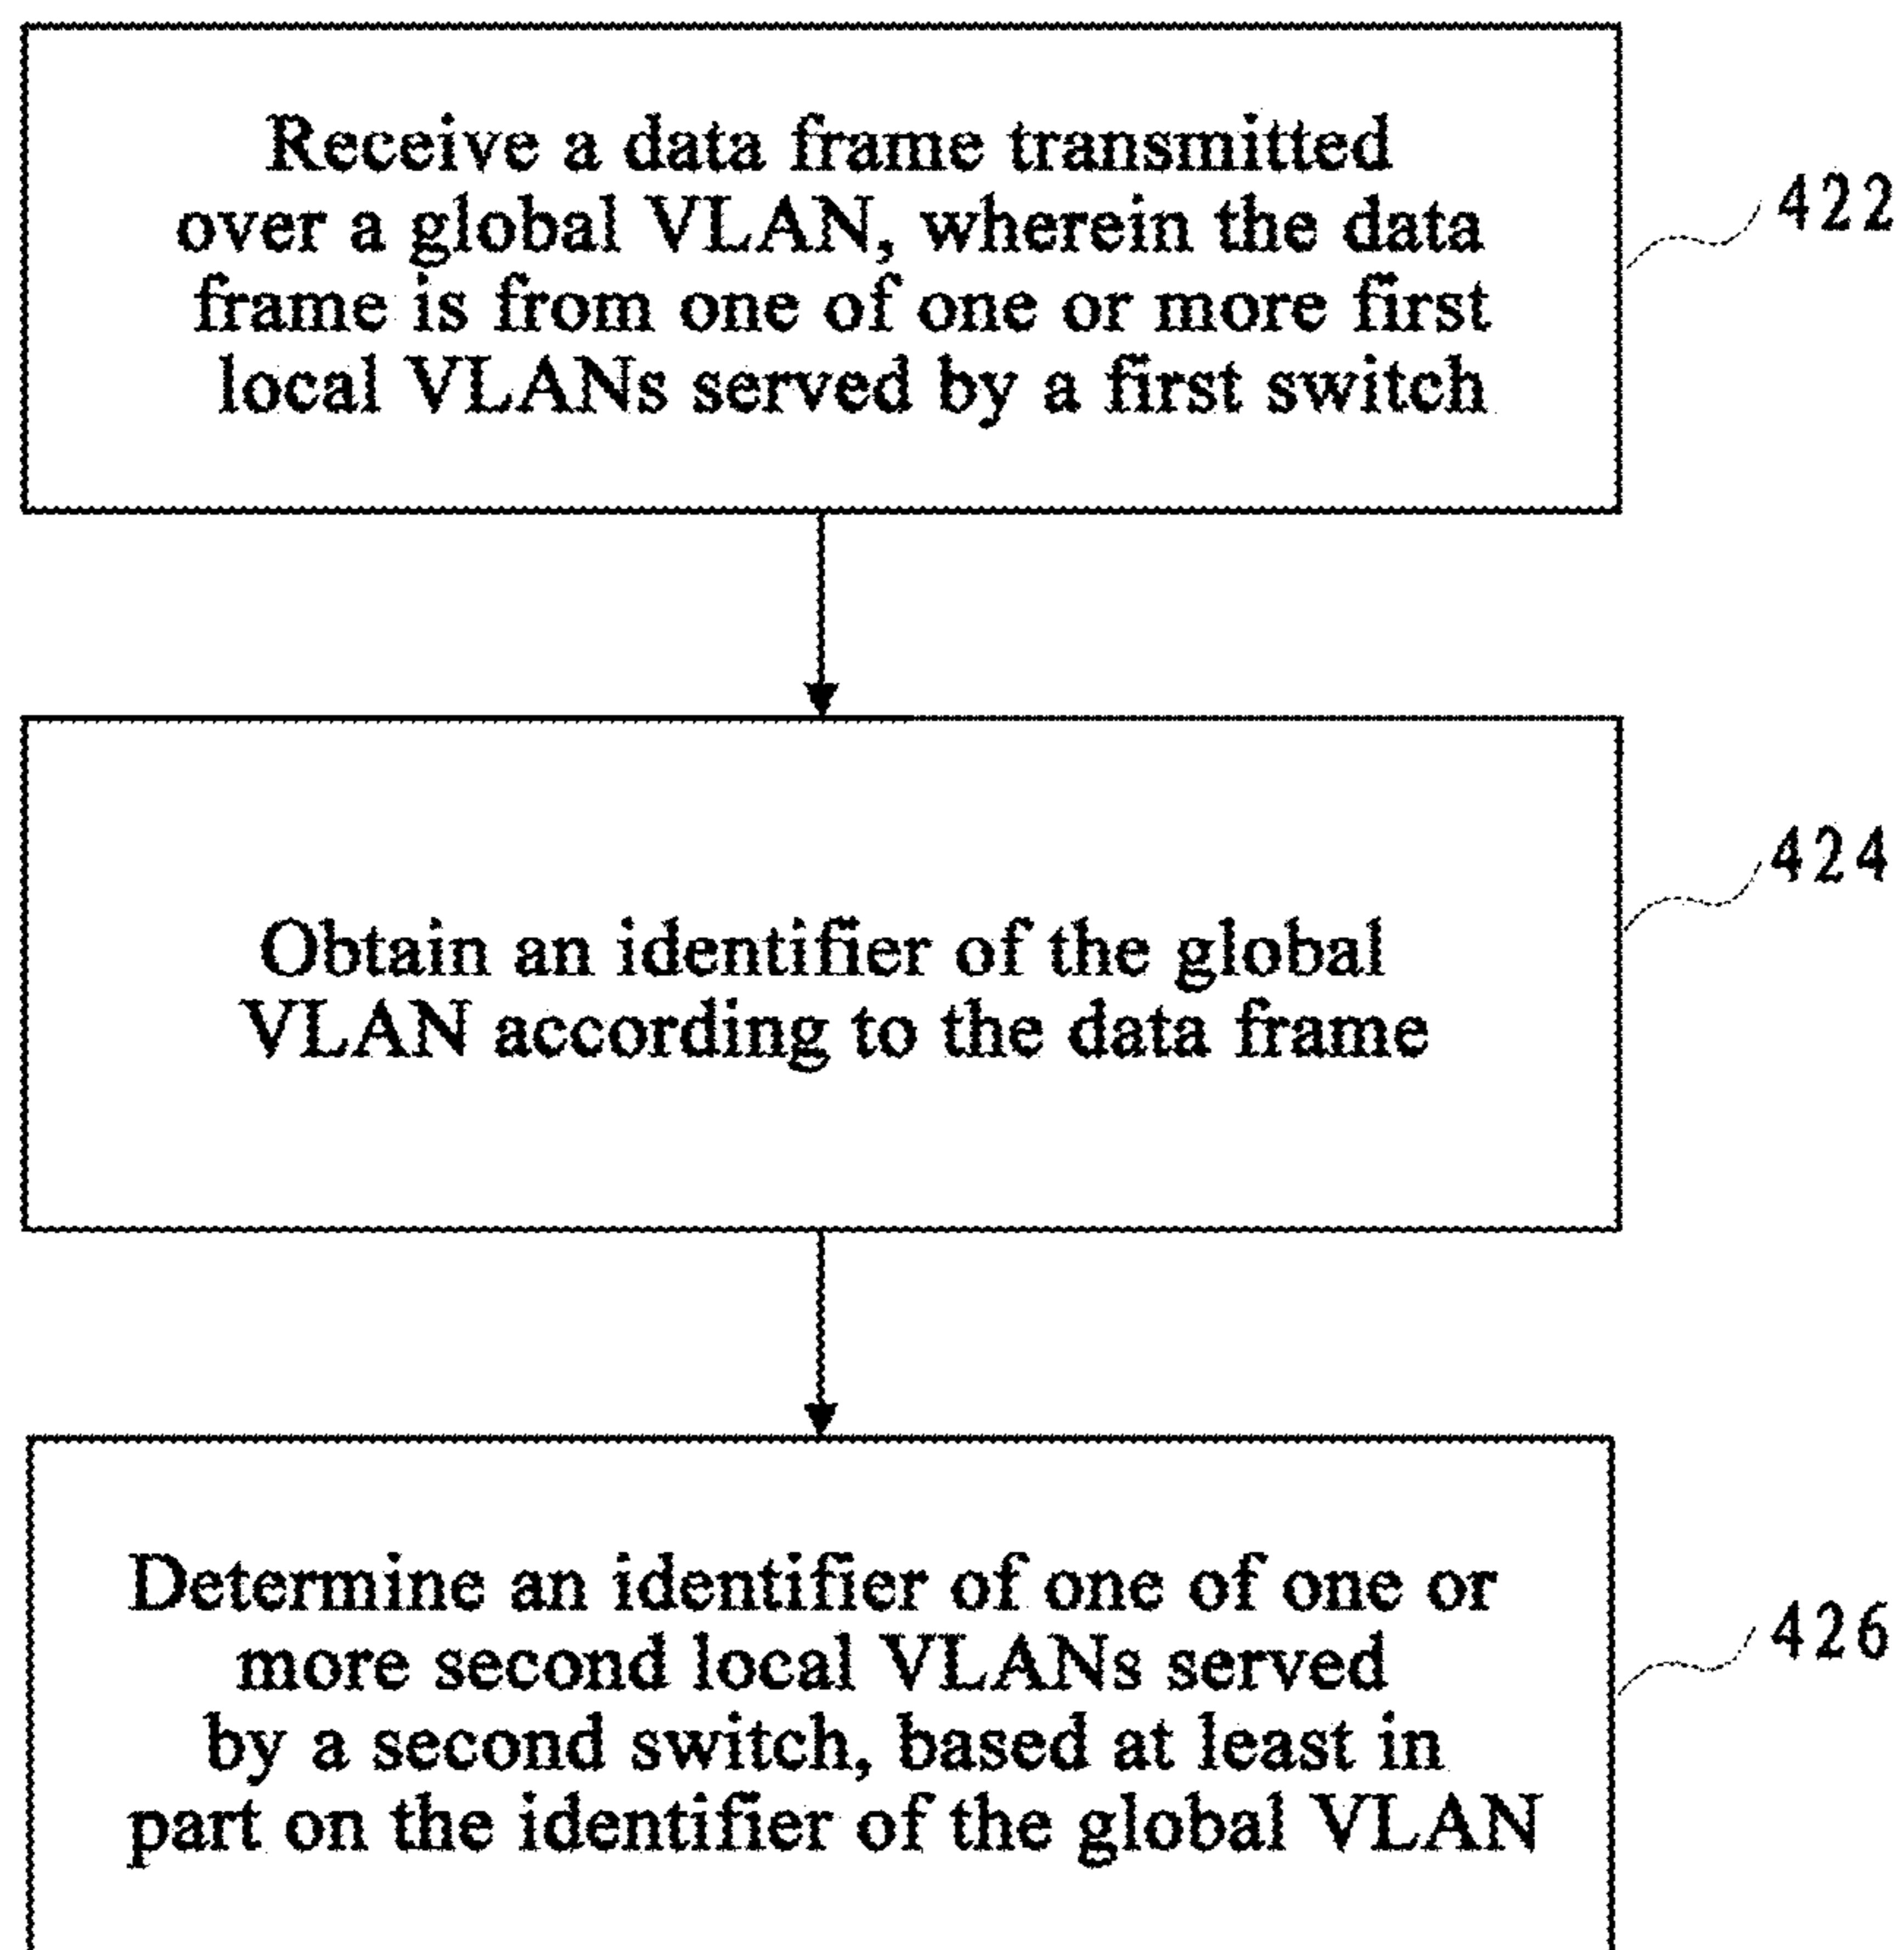 Receive a data frame transmitted
over a global VLAN, wherein the data
frame is from one of one or more first
local VLANs served by a first switch
422
Obtain an identifier of the global
VLAN according to the data frame
424
Determine an identifier of one of one or
more second local VLANs served
by a second switch, based at least in
part on the identifier of the global VLAN
426